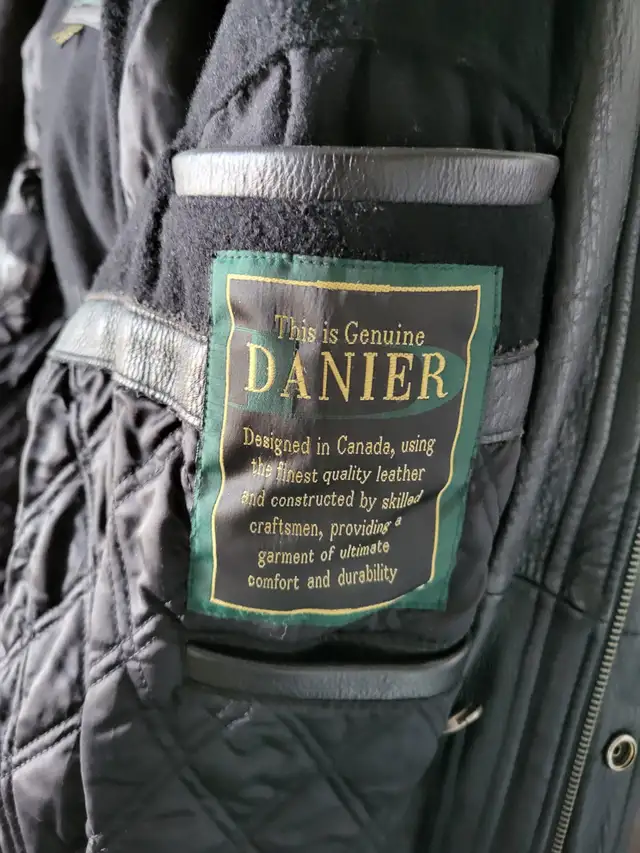 This is Genuine
DANIER
Designed in Canada, using
the finest quality leather
and constructed by skilled
craftsmen, providing a
garment of ultimate
comfort and durability